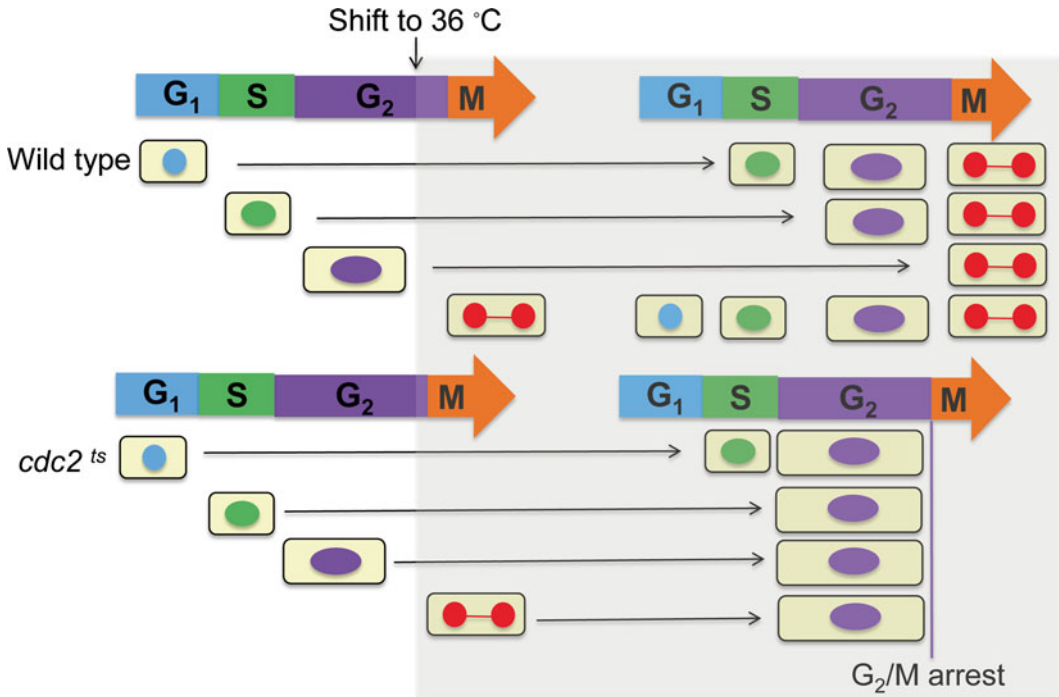 Shift to 36 °C
G₁ S G₂ M G₁ S G₂ M
Wild type
G₁ S G₂ M G₁ S G₂ M
cdc2 ᵗˢ
G₂/M arrest